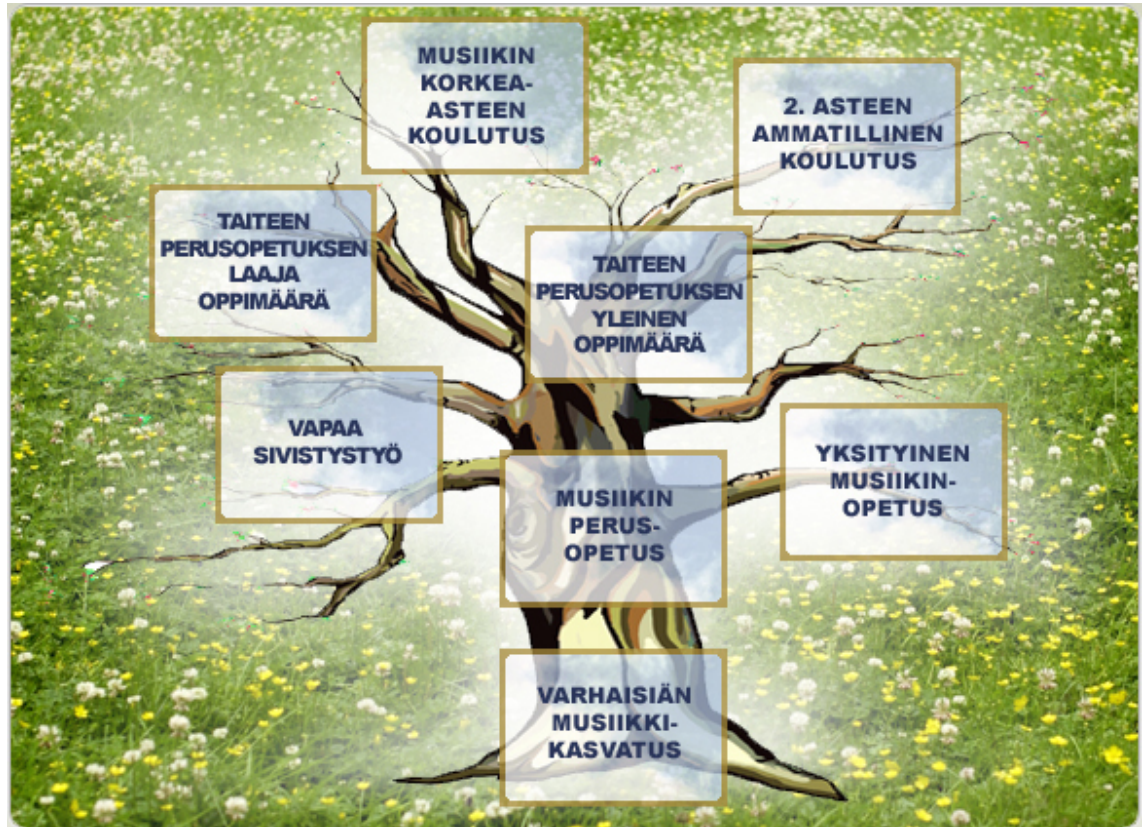 MUSIIKIN
KORKEA-
ASTEEN
KOULUTUS
2. ASTEEN
AMMATILLINEN
KOULUTUS
TAITEEN
PERUSOPETUKSEN
LAAJA
OPPIMÄÄRÄ
TAITEEN
PERUSOPETUKSEN
YLEINEN
OPPIMÄÄRÄ
VAPAA
SIVISTYSTYÖ
YKSITYINEN
MUSIIKIN-
OPETUS
MUSIIKIN
PERUS-
OPETUS
VARHAISIÄN
MUSIIKKI-
KASVATUS